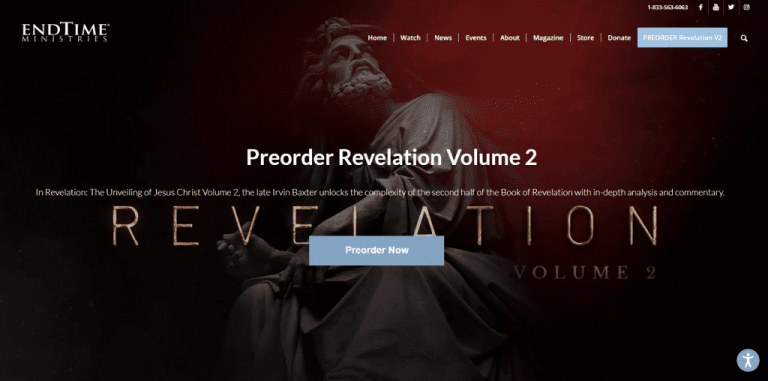 1-833-563-6063
ENDTIME
MINISTRIES
Home
Watch
News
Events
About
Magazine
Store
Donate
PREORDER Revelation V2
Preorder Revelation Volume 2
In Revelation: The Unveiling of Jesus Christ Volume 2, the late Irvin Baxter unlocks the complexity of the second half of the Book of Revelation with in-depth analysis and commentary.
REVELATION
Preorder Now
VOLUME 2